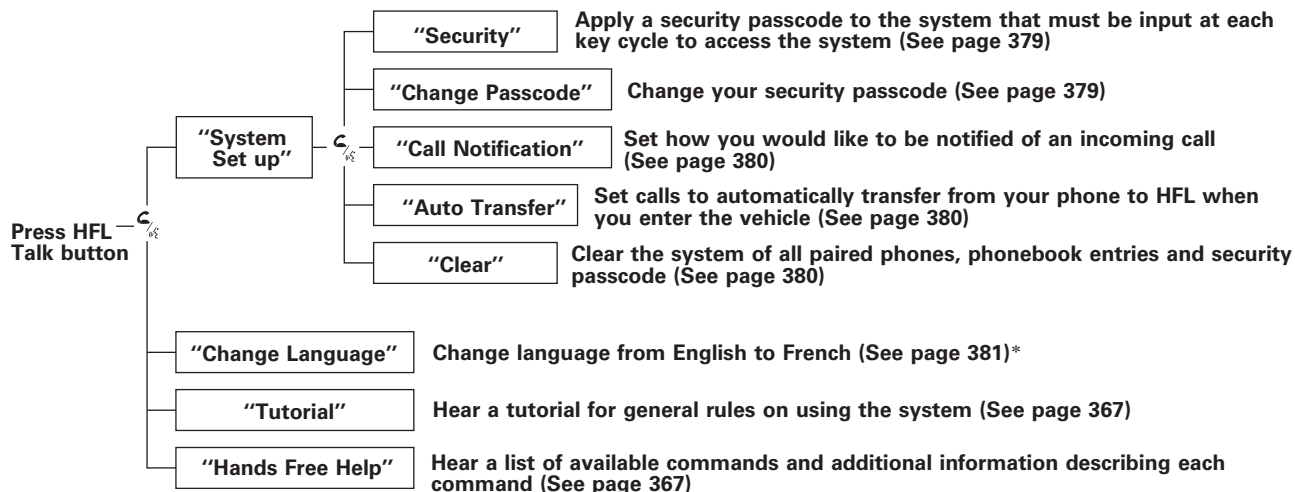 "Security"
Apply a security passcode to the system that must be input at each
key cycle to access the system (See page 379)
"Change Passcode"
Change your security passcode (See page 379)
"System
Set up"
"Call Notification"
Set how you would like to be notified of an incoming call
(See page 380)
"Auto Transfer"
Set calls to automatically transfer from your phone to HFL when
you enter the vehicle (See page 380)
Press HFL
Talk button
"Clear"
Clear the system of all paired phones, phonebook entries and security
passcode (See page 380)
"Change Language"
Change language from English to French (See page 381)*
"Tutorial"
Hear a tutorial for general rules on using the system (See page 367)
"Hands Free Help"
Hear a list of available commands and additional information describing each
command (See page 367)